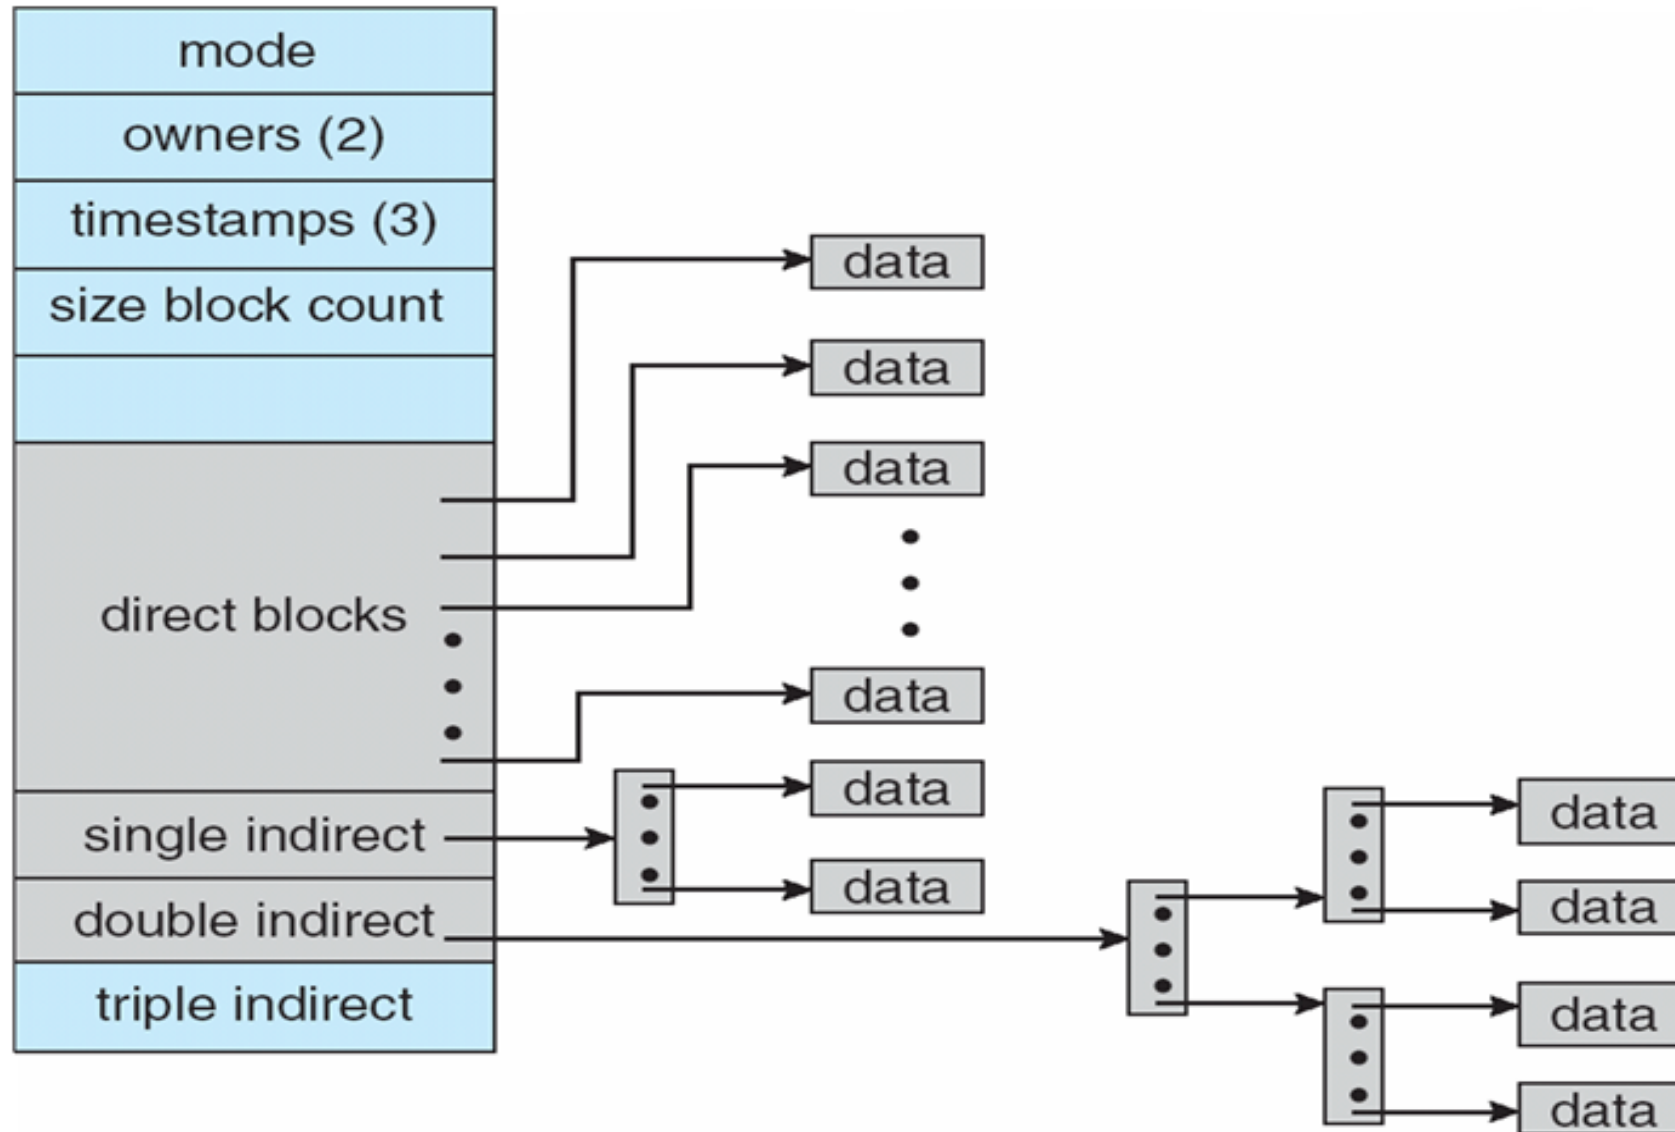 mode
owners (2)
timestamps (3)
size block count
direct blocks
single indirect
double indirect
triple indirect
data
data
data
data
data
data
data
data
data
data